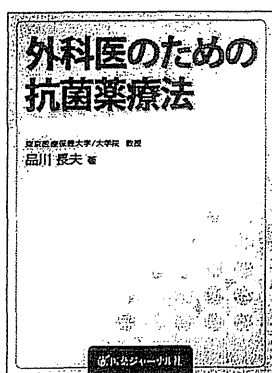 外科医のための
抗菌薬療法
東京医療保健大学/大学院 教授
品川 長夫 著
医薬ジャーナル社